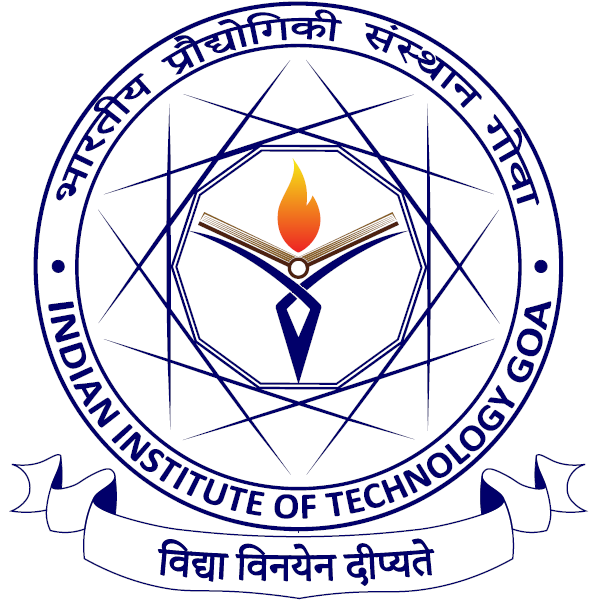 भारतीय प्रौद्योगिकी संस्थान गोवा
INDIAN INSTITUTE OF TECHNOLOGY GOA
विद्या विनयेन दीप्यते